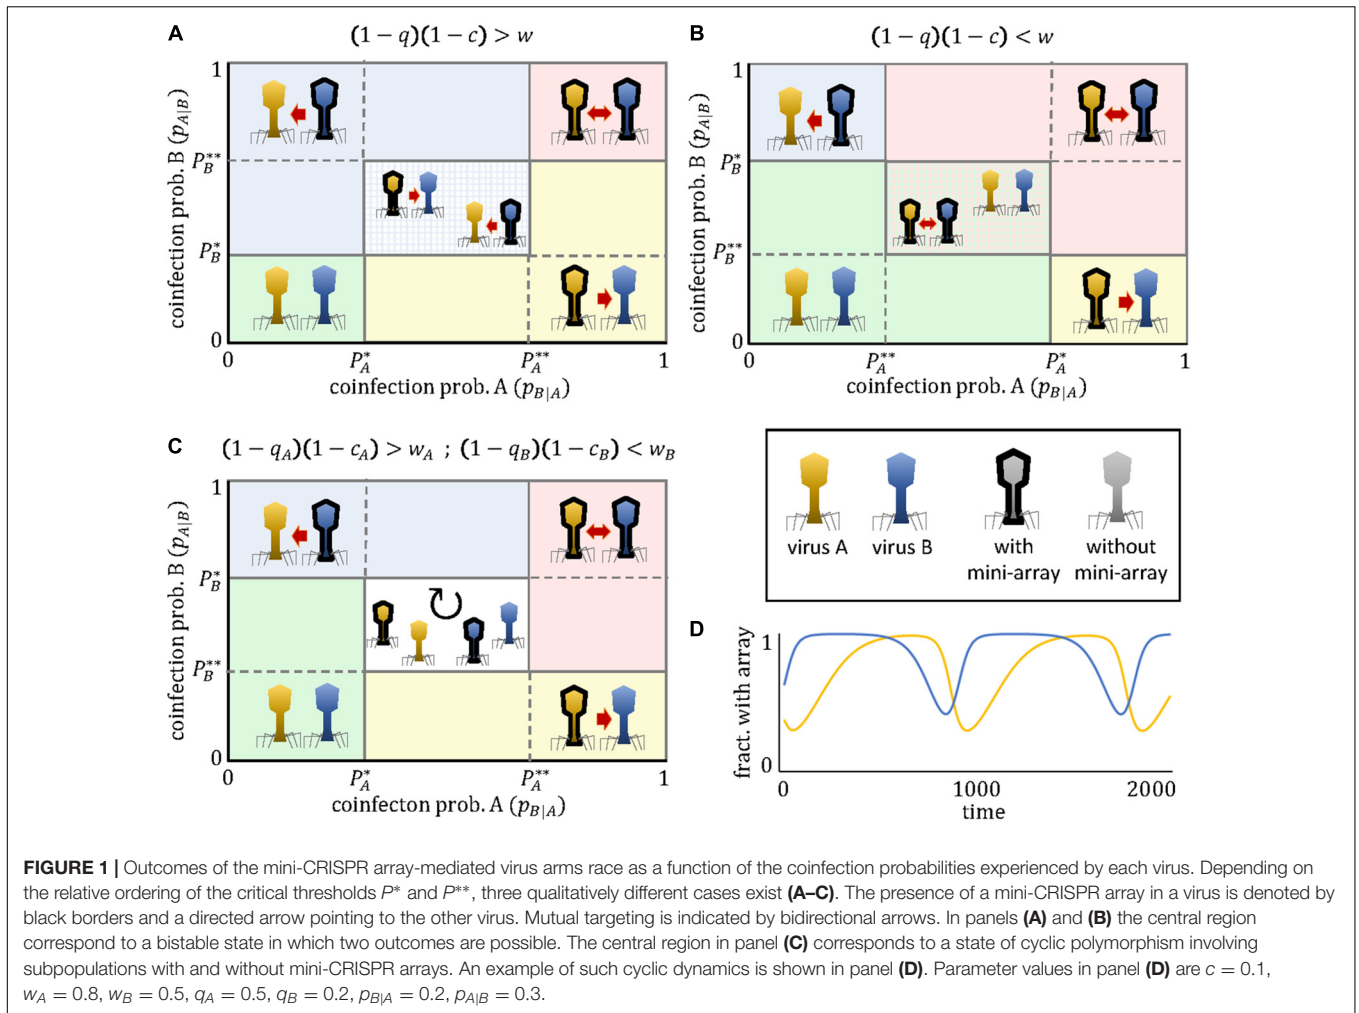 A
(1 − q)(1 − c) > w
coinfection prob. B (p_{A|B})
1
P_B^{**}
P_B^*
0
0
P_A^*
P_A^{**}
1
coinfection prob. A (p_{B|A})
B
(1 − q)(1 − c) < w
coinfection prob. B (p_{A|B})
1
P_B^*
P_B^{**}
0
0
P_A^{**}
P_A^*
1
coinfection prob. A (p_{B|A})
C
(1 − q_A)(1 − c_A) > w_A ; (1 − q_B)(1 − c_B) < w_B
coinfection prob. B (p_{A|B})
1
P_B^*
P_B^{**}
0
0
P_A^*
P_A^{**}
1
coinfecton prob. A (p_{B|A})
virus A
virus B
with
mini-array
without
mini-array
D
fract. with array
1
0
0
1000
2000
time
FIGURE 1 | Outcomes of the mini-CRISPR array-mediated virus arms race as a function of the coinfection probabilities experienced by each virus. Depending on
the relative ordering of the critical thresholds P* and P**, three qualitatively different cases exist (A–C). The presence of a mini-CRISPR array in a virus is denoted by
black borders and a directed arrow pointing to the other virus. Mutual targeting is indicated by bidirectional arrows. In panels (A) and (B) the central region
correspond to a bistable state in which two outcomes are possible. The central region in panel (C) corresponds to a state of cyclic polymorphism involving
subpopulations with and without mini-CRISPR arrays. An example of such cyclic dynamics is shown in panel (D). Parameter values in panel (D) are c = 0.1,
w_A = 0.8, w_B = 0.5, q_A = 0.5, q_B = 0.2, p_{B|A} = 0.2, p_{A|B} = 0.3.